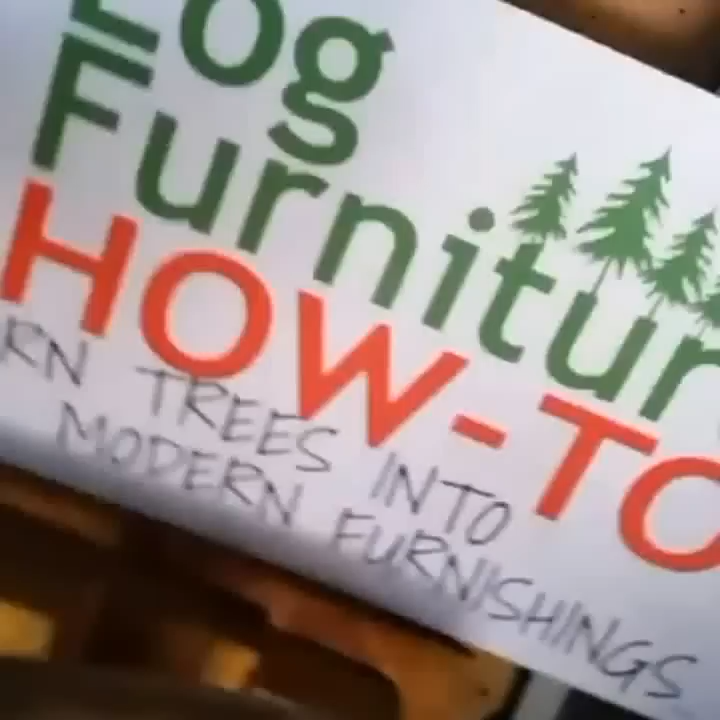 Log
Furnitur
HOW-TO
RN TREES INTO
MODERN FURNISHINGS